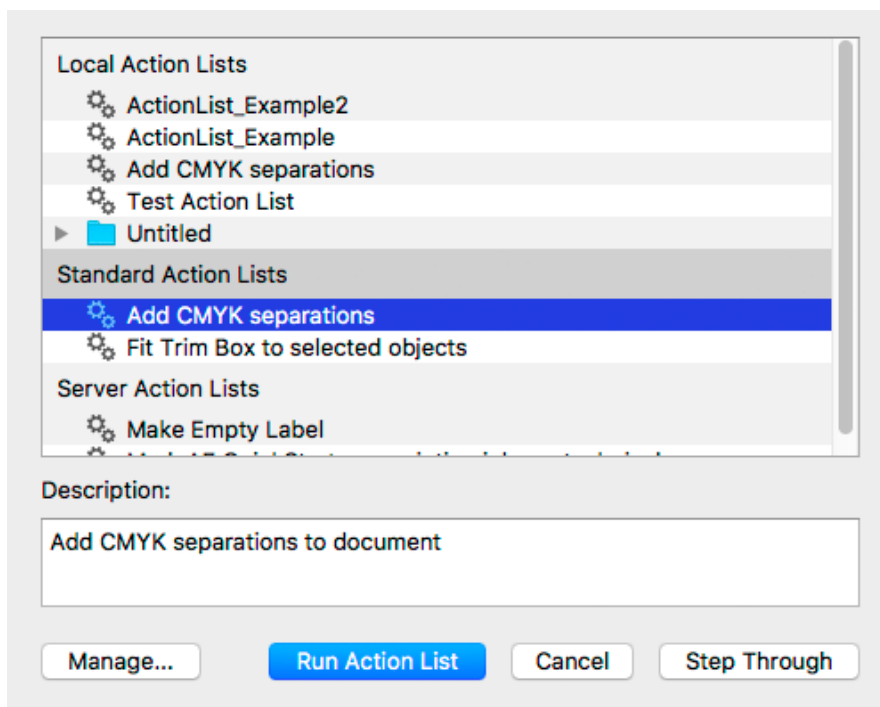 Local Action Lists
ActionList_Example2
ActionList_Example
Add CMYK separations
Test Action List
Untitled
Standard Action Lists
Add CMYK separations
Fit Trim Box to selected objects
Server Action Lists
Make Empty Label
Description:
Add CMYK separations to document
Manage... Run Action List Cancel Step Through